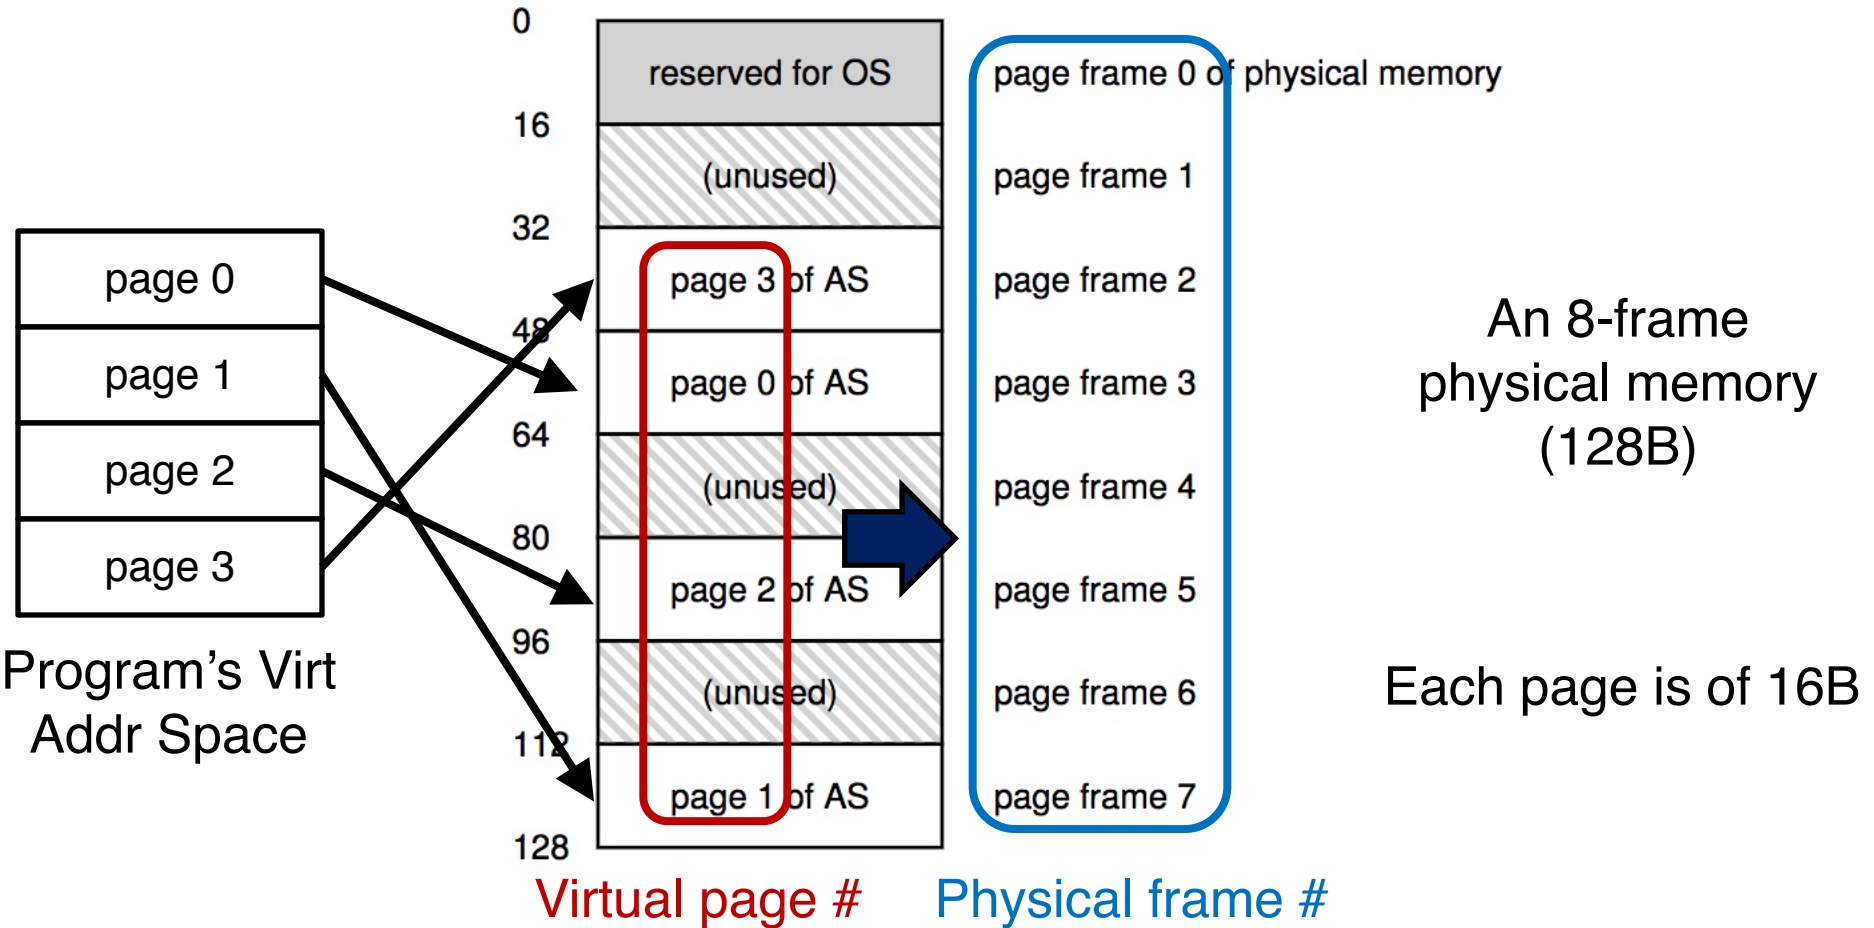 0
reserved for OS
page frame 0 of physical memory
16
(unused)
page frame 1
32
page 0
page 3 of AS
page frame 2
48
page 1
page 0 of AS
page frame 3
An 8-frame
physical memory
(128B)
64
page 2
(unused)
page frame 4
80
page 3
page 2 of AS
page frame 5
96
Program's Virt
Addr Space
(unused)
page frame 6
Each page is of 16B
112
page 1 of AS
page frame 7
128
Virtual page #
Physical frame #